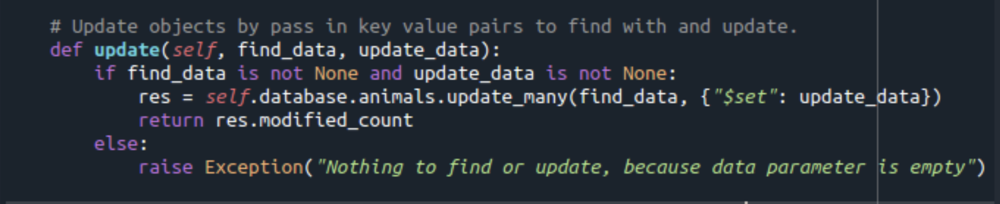 # Update objects by pass in key value pairs to find with and update.
def update(self, find_data, update_data):
if find_data is not None and update_data is not None:
res = self.database.animals.update_many(find_data, {"$set": update_data})
return res.modified_count
else:
raise Exception("Nothing to find or update, because data parameter is empty")